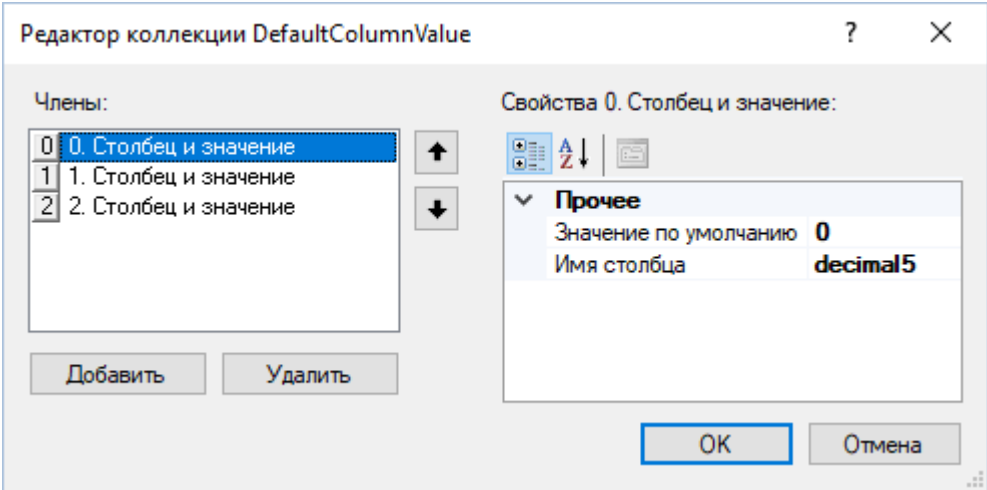 Редактор коллекции DefaultColumnValue
?
Члены:
0 0. Столбец и значение
1 1. Столбец и значение
2 2. Столбец и значение
Добавить Удалить
Свойства 0. Столбец и значение:
A
Z
Прочее
Значение по умолчанию 0
Имя столбца decimal5
OK Отмена